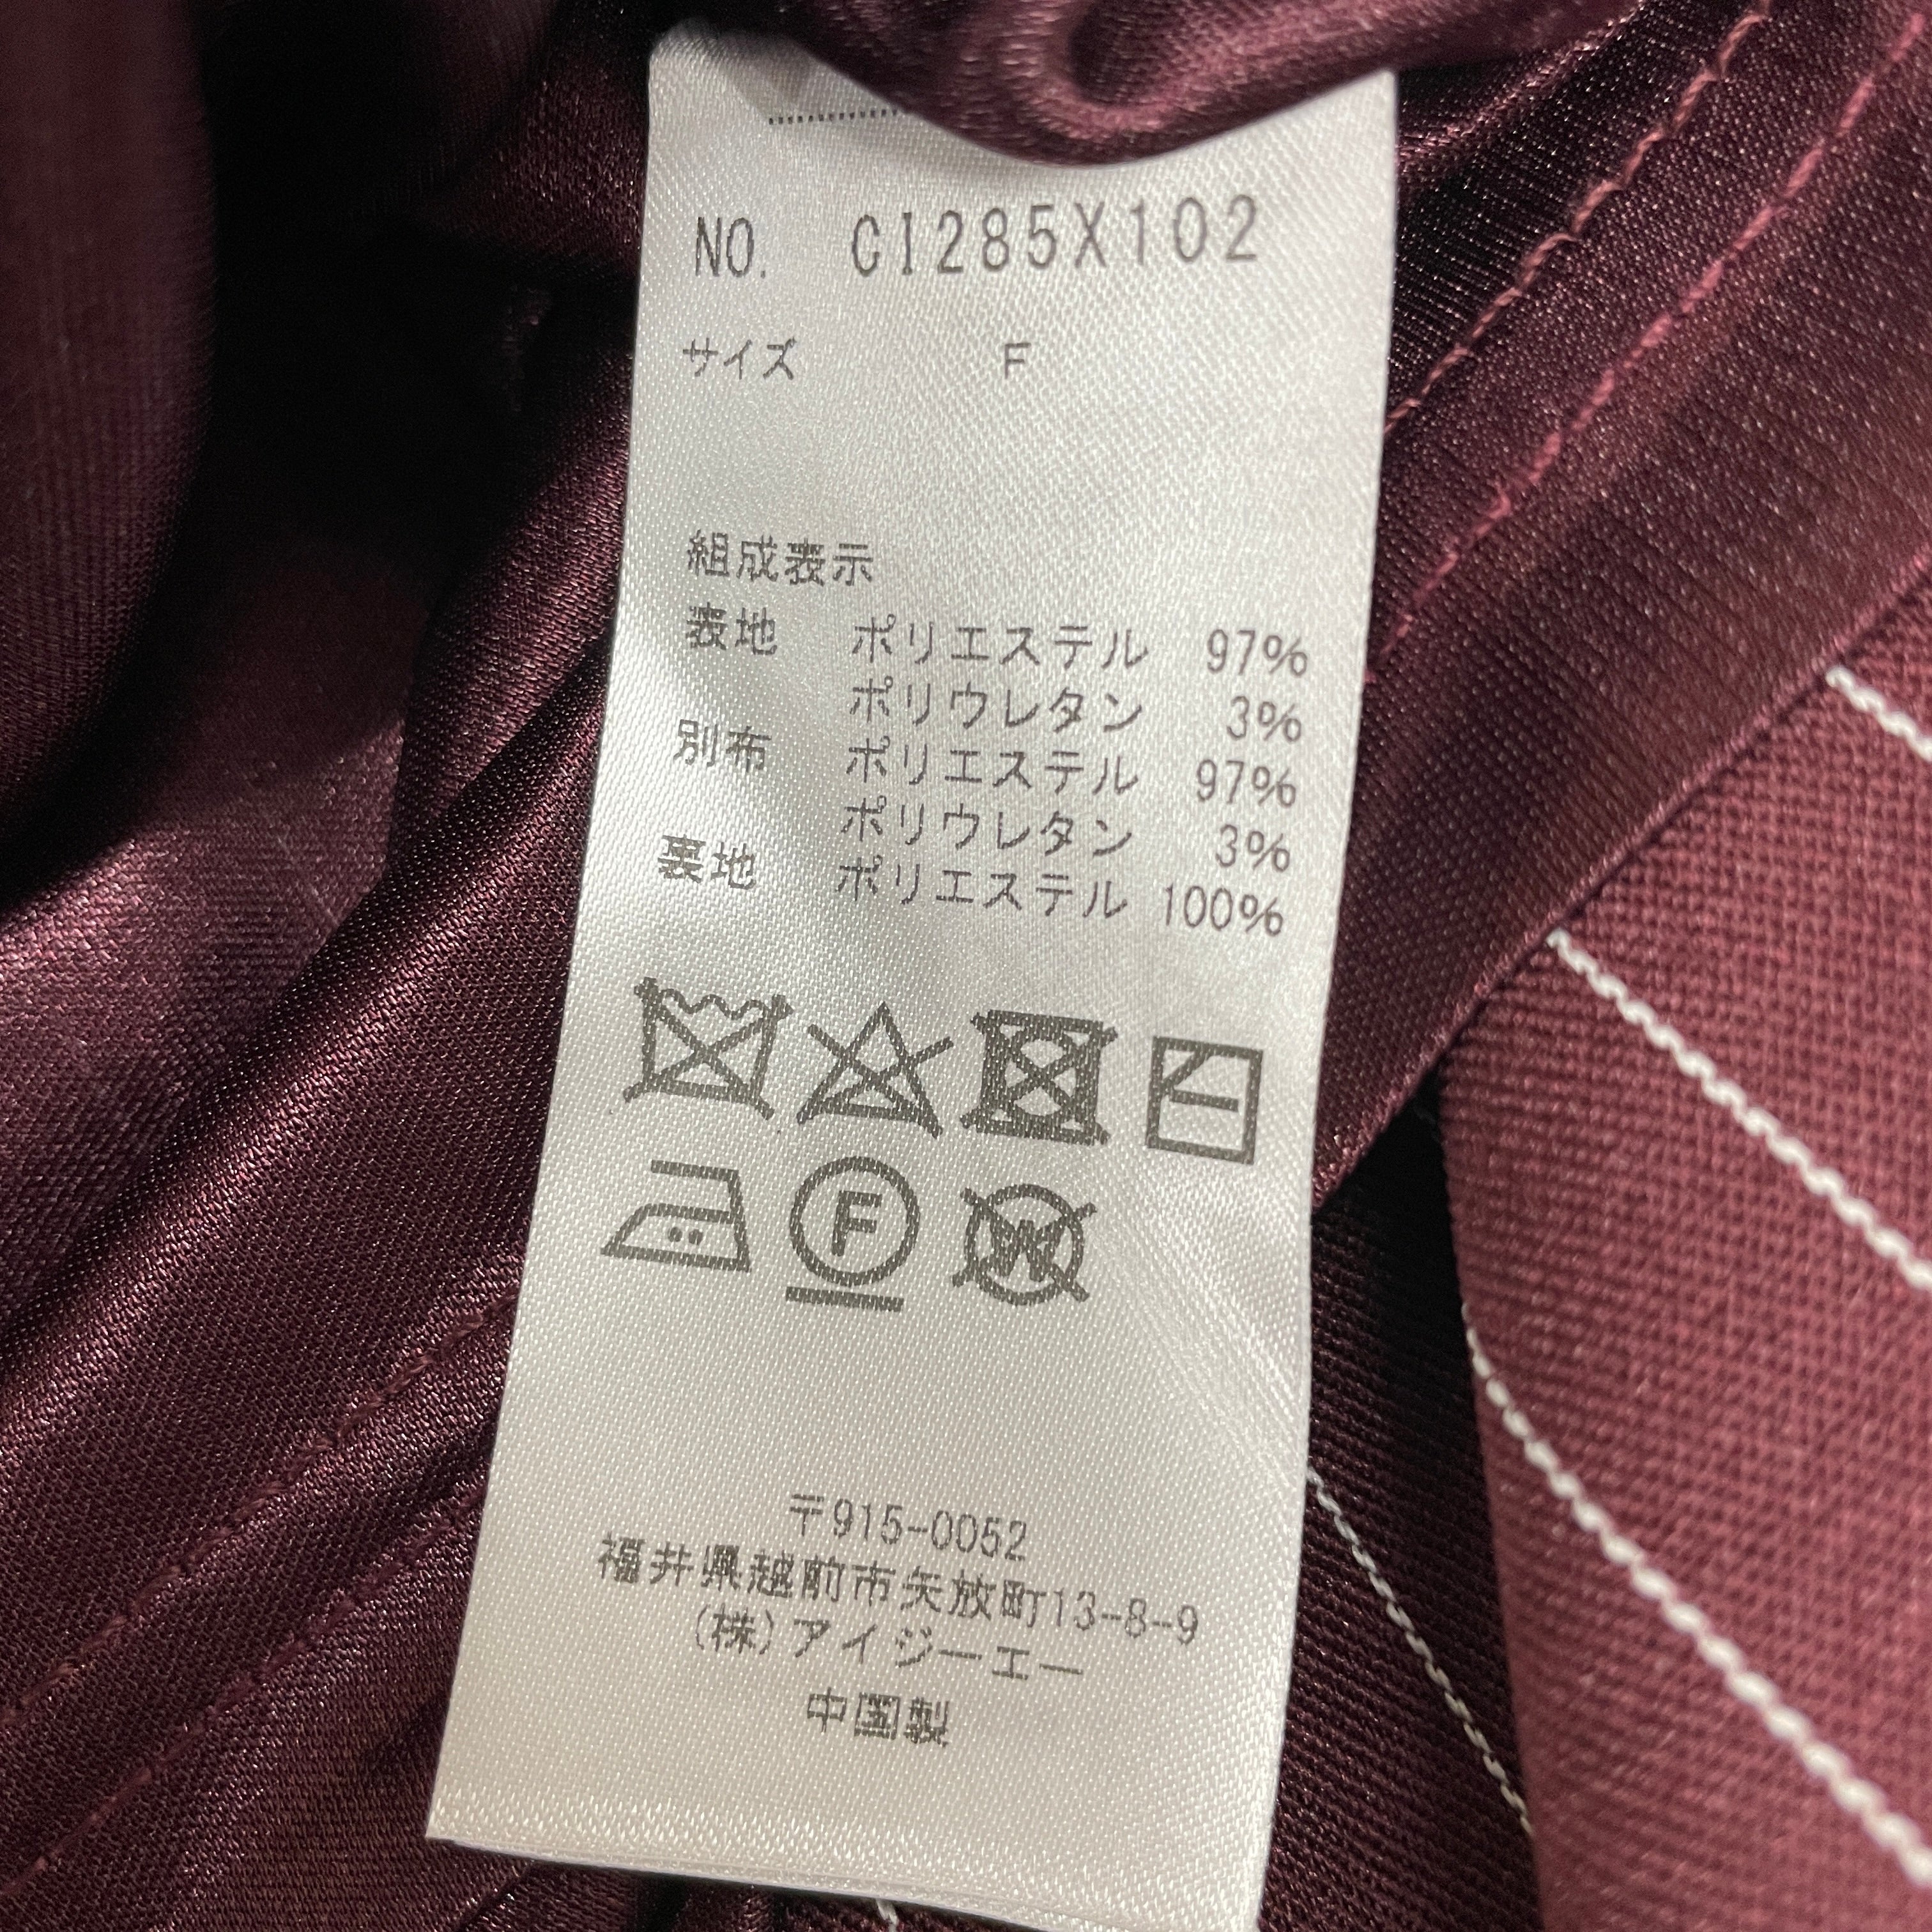 NO. CI285X102
サイズ F
組成表示
表地 ポリエステル 97%
ポリウレタン 3%
別布 ポリエステル 97%
ポリウレタン 3%
裏地 ポリエステル 100%
F
W
〒915-0052
福井県越前市矢放町13-8-9
(株)アイジーエー
中国製